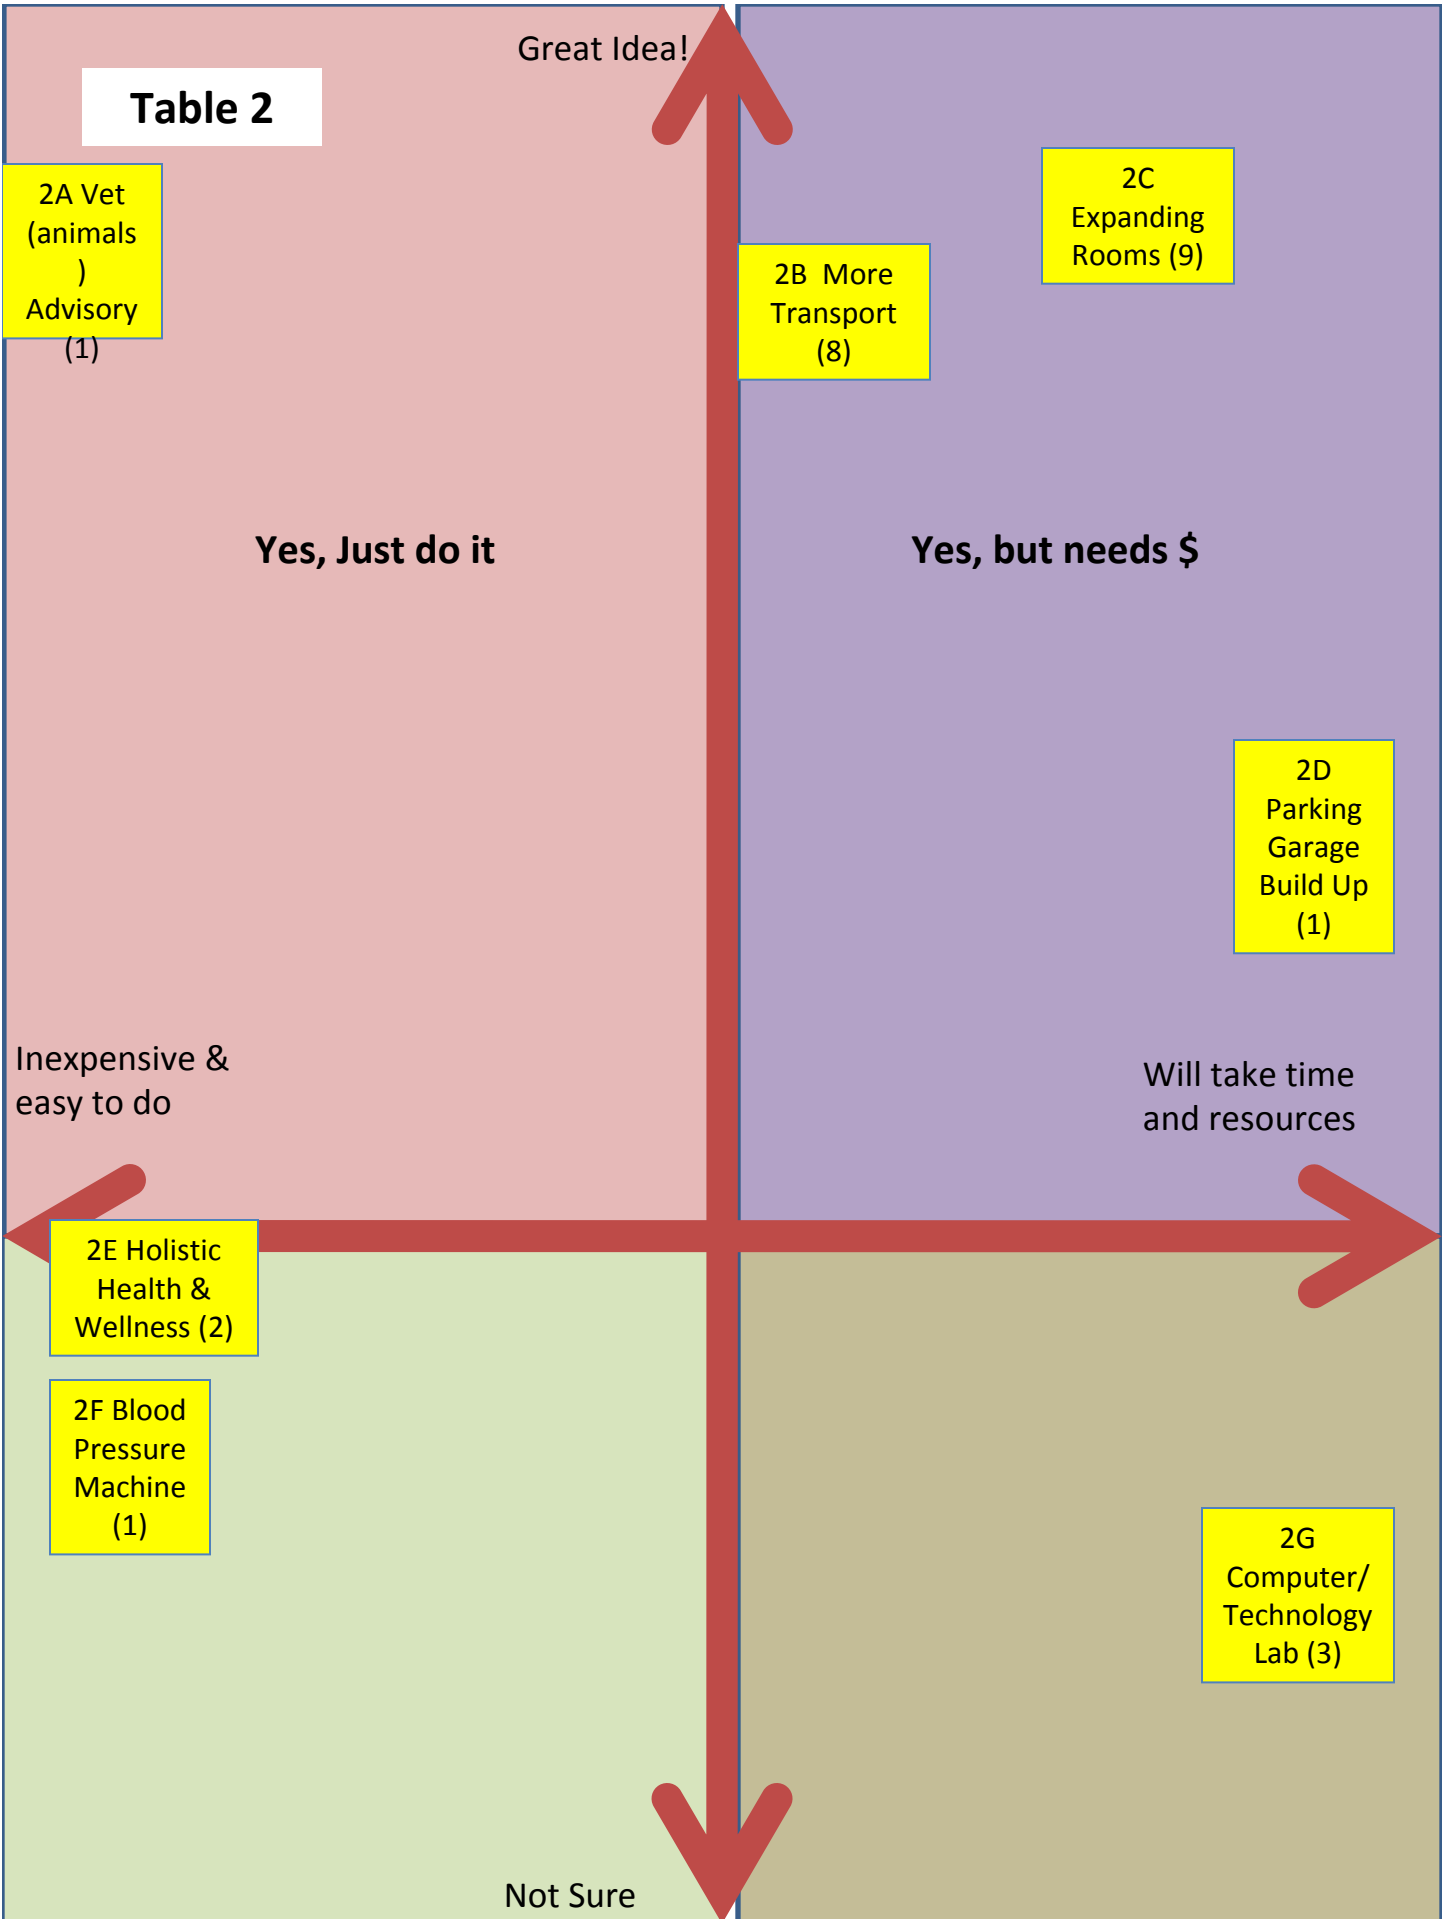 Great Idea!
Table 2
2A Vet
(animals
)
Advisory
(1)
2C
Expanding
Rooms (9)
2B  More
Transport
(8)
Yes, Just do it
Yes, but needs $
2D
Parking
Garage
Build Up
(1)
Inexpensive &
easy to do
Will take time
and resources
2E Holistic
Health &
Wellness (2)
2F Blood
Pressure
Machine
(1)
2G
Computer/
Technology
Lab (3)
Not Sure